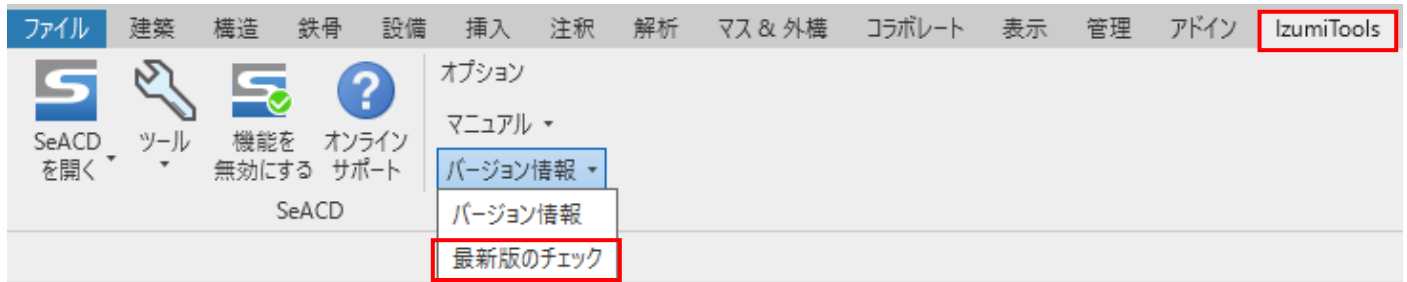 ファイル 建築 構造 鉄骨 設備 挿入 注釈 解析 マス & 外構 コラボレート 表示 管理 アドイン IzumiTools
SeACD
を開く
ツール
機能を
無効にする
オンライン
サポート
オプション
マニュアル
バージョン情報
SeACD
バージョン情報
最新版のチェック